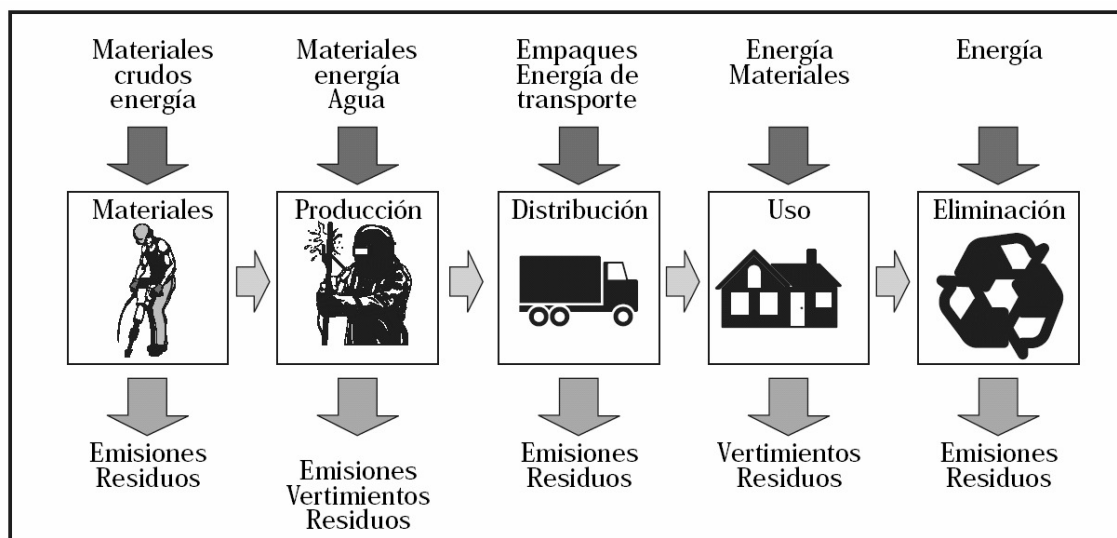 Materiales
crudos
energía
Materiales
energía
Agua
Empaques
Energía de
transporte
Energía
Materiales
Energía
Materiales
Producción
Distribución
Uso
Eliminación
Emisiones
Residuos
Emisiones
Vertimientos
Residuos
Emisiones
Residuos
Vertimientos
Residuos
Emisiones
Residuos